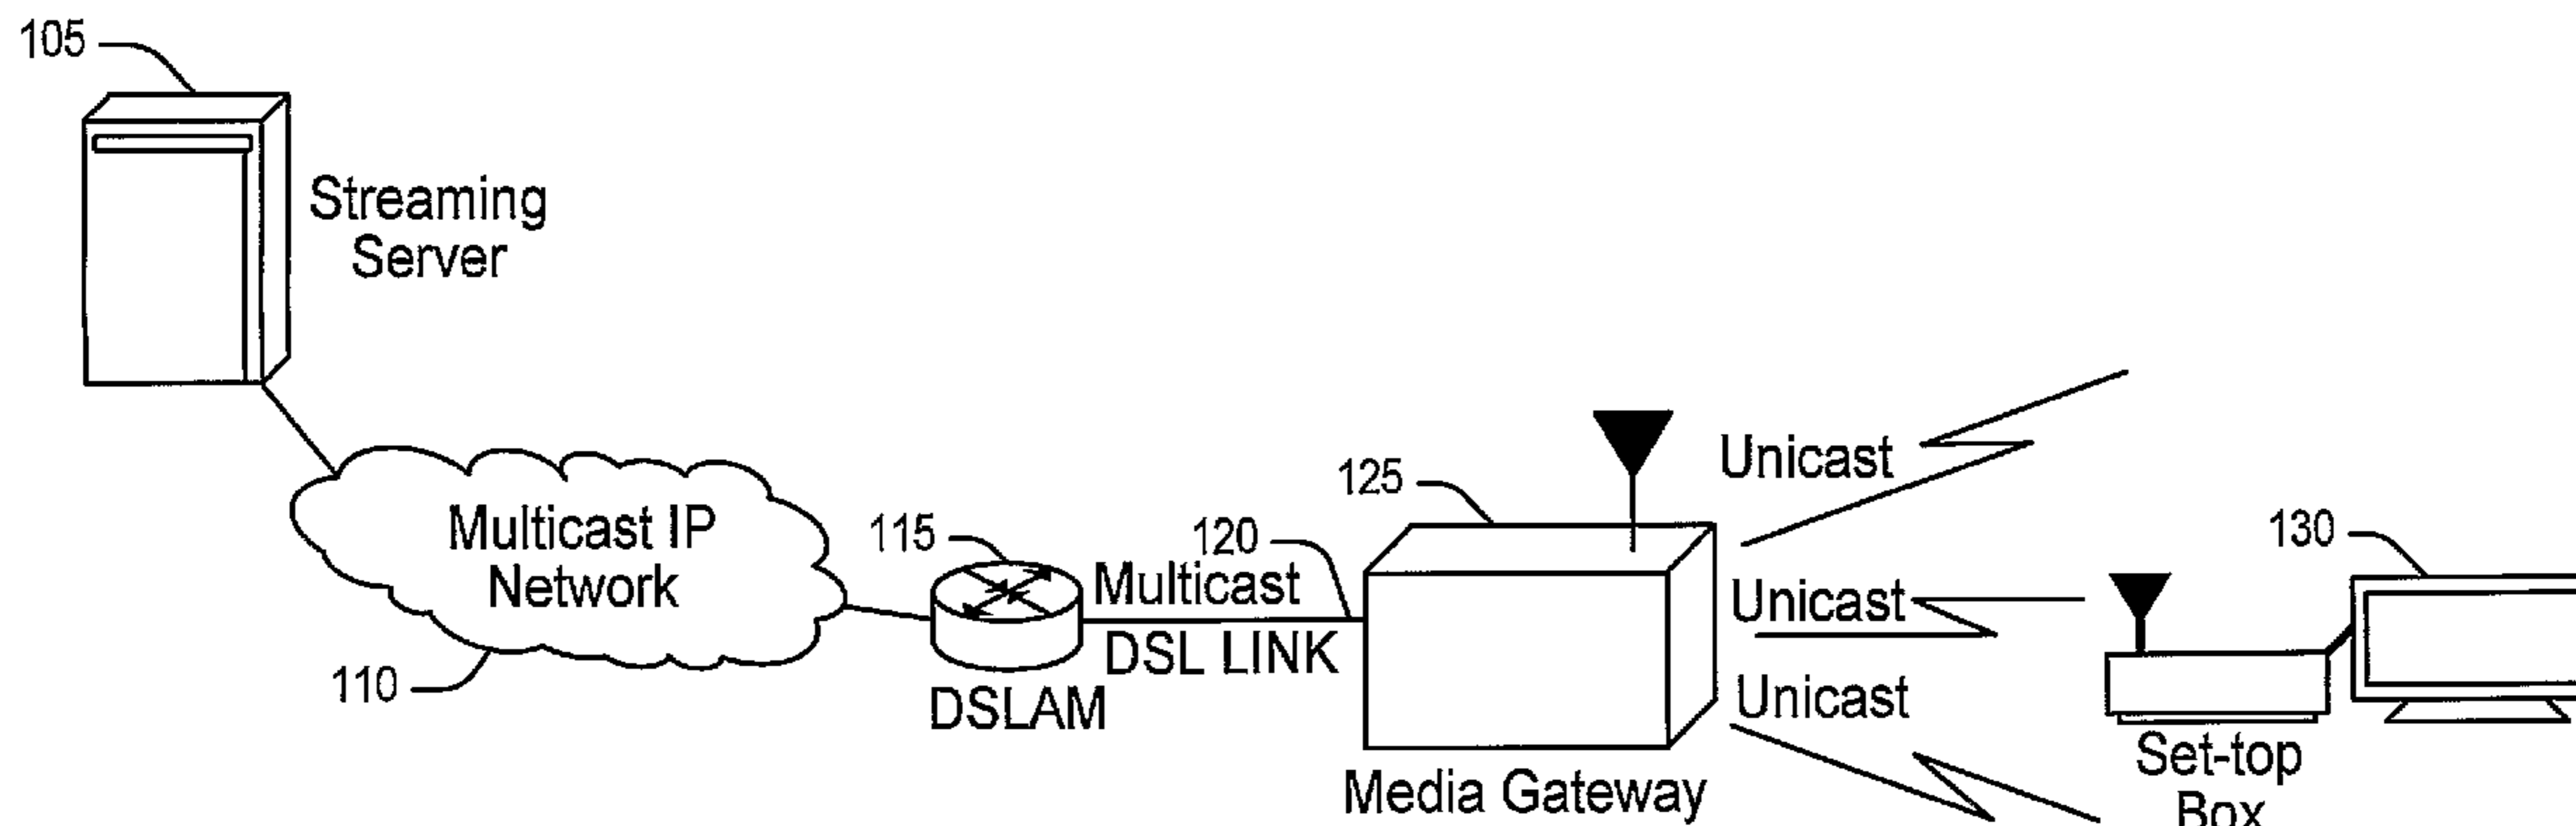 105
Streaming
Server
Multicast IP
Network
110
115
DSLAM
120
Multicast
DSL LINK
125
Media Gateway
Unicast
Unicast
Unicast
130
Set-top
Box